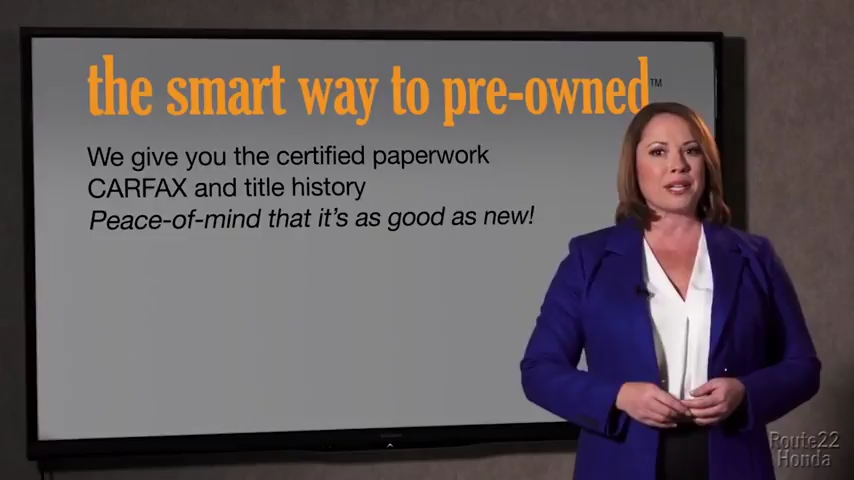 the smart way to pre-owned™
We give you the certified paperwork
CARFAX and title history
Peace-of-mind that it's as good as new!
Route22
Honda